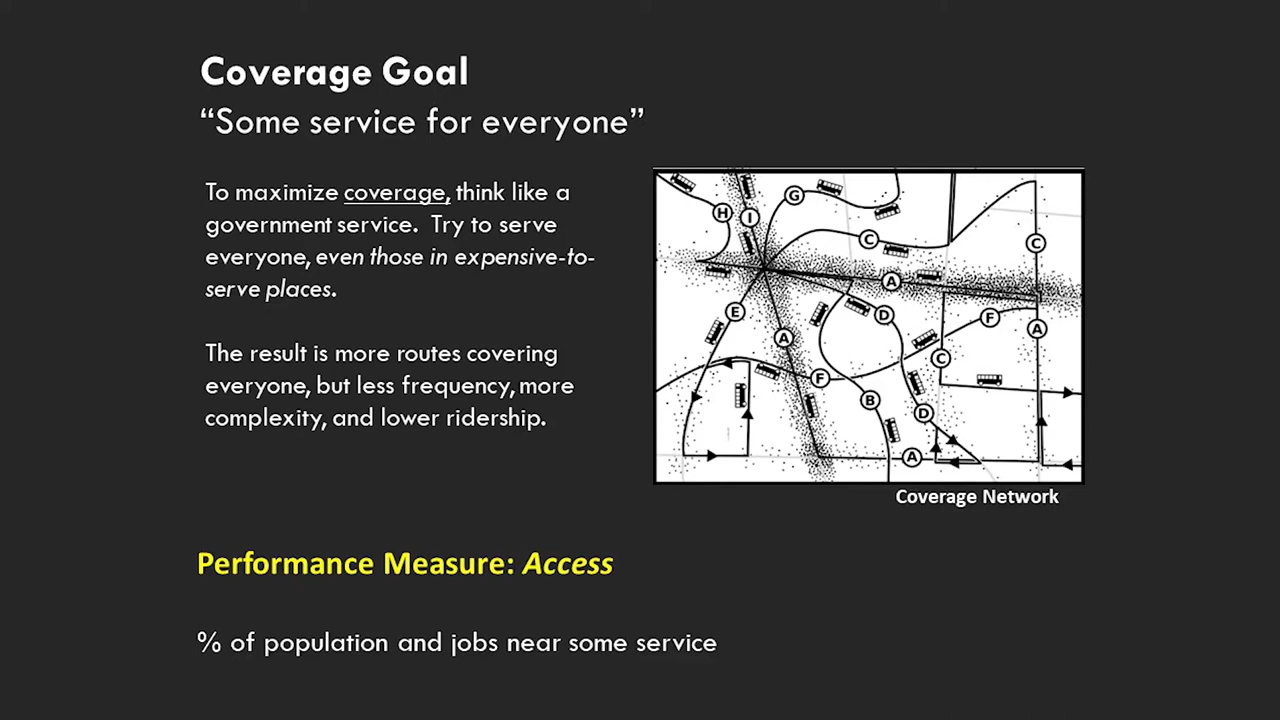 Coverage Goal
“Some service for everyone”
To maximize coverage, think like a
government service.  Try to serve
everyone, even those in expensive-to-
serve places.
The result is more routes covering
everyone, but less frequency, more
complexity, and lower ridership.
H
I
G
C
C
A
E
D
F
A
A
C
F
B
D
A
Coverage Network
Performance Measure: Access
% of population and jobs near some service